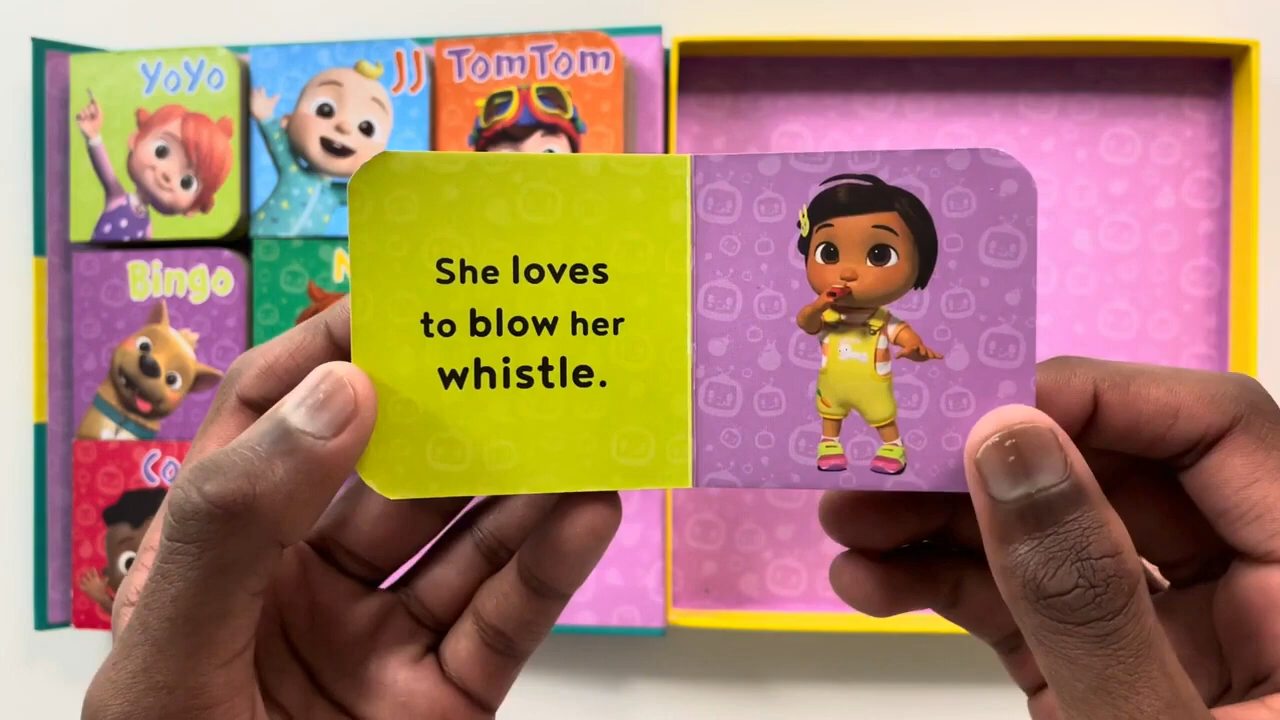 YoYo
JJ
TomTom
Bingo
She loves
to blow her
whistle.